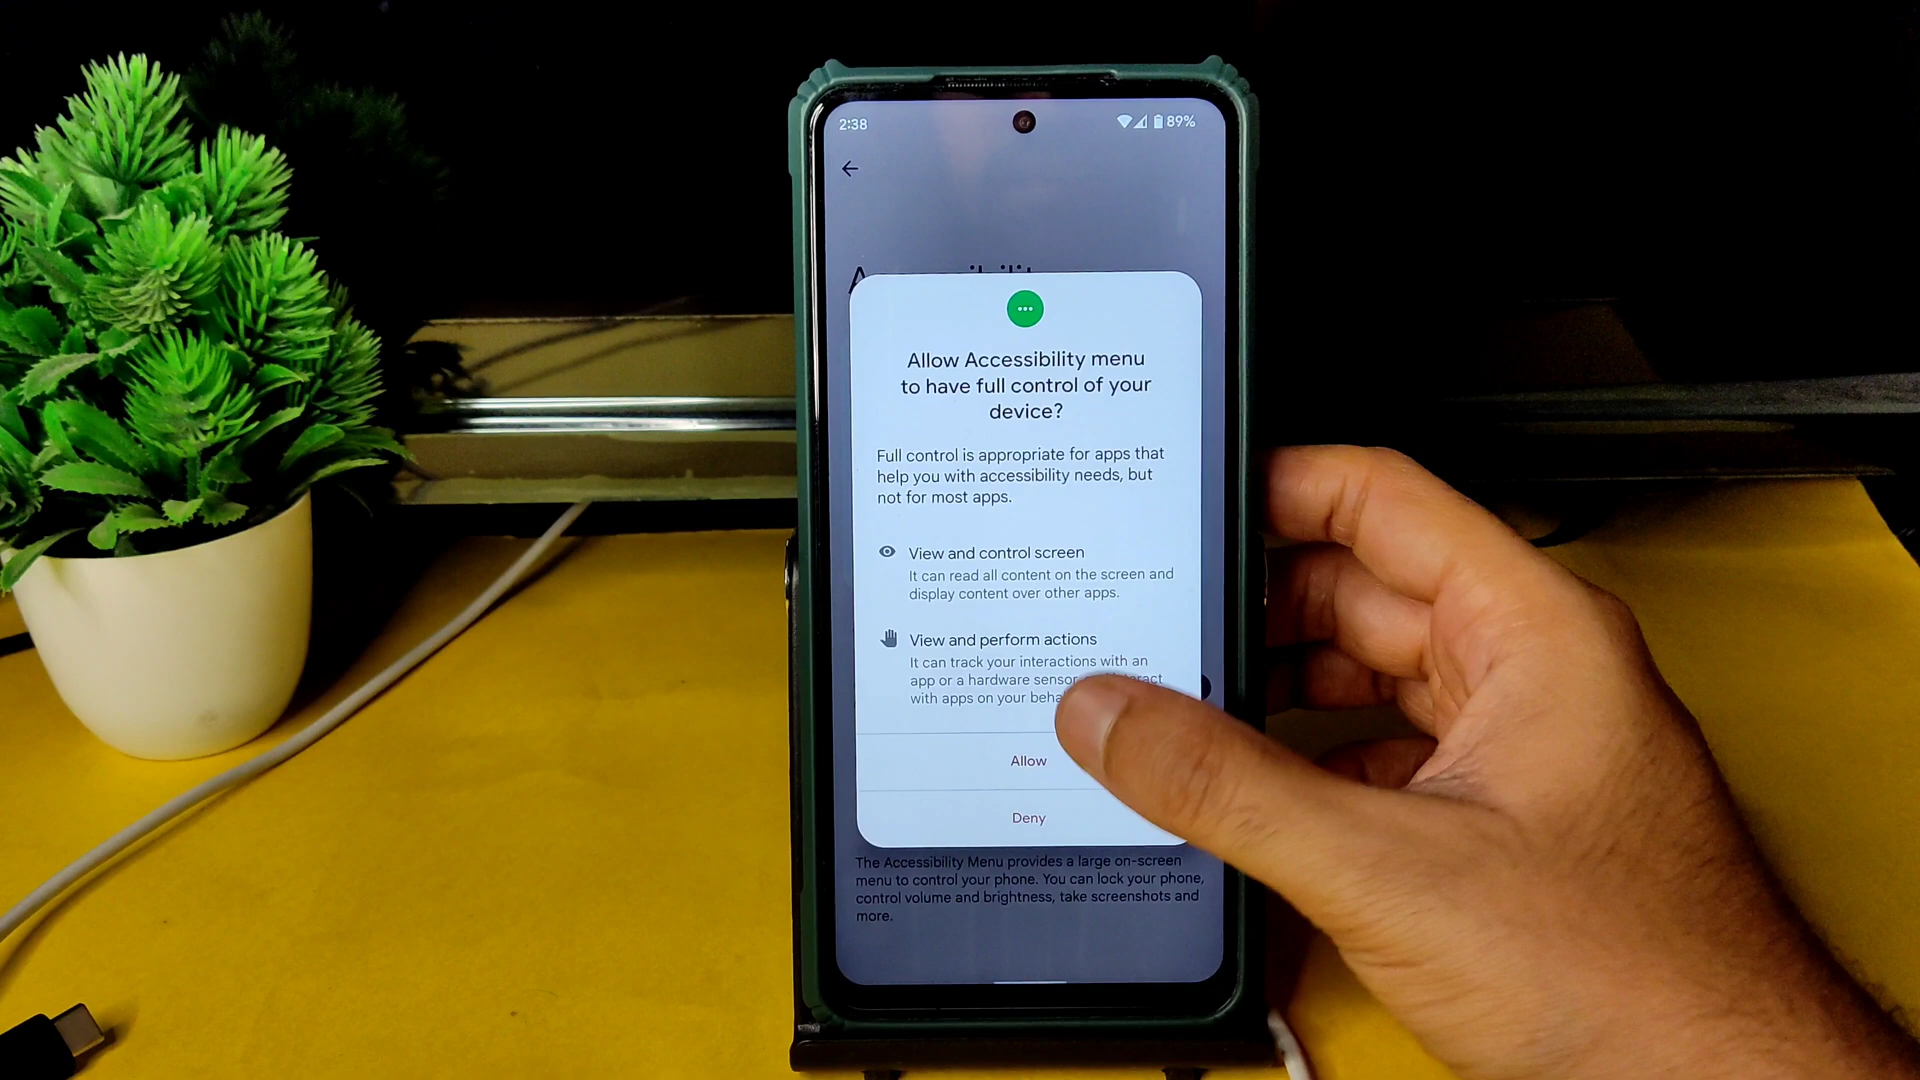 2:38
89%
Allow Accessibility menu
to have full control of your
device?
Full control is appropriate for apps that
help you with accessibility needs, but
not for most apps.
View and control screen
It can read all content on the screen and
display content over other apps.
View and perform actions
It can track your interactions with an
app or a hardware sensor
with apps on your
Allow
Deny
The Accessibility Menu provides a large on-screen
menu to control your phone. You can lock your phone,
control volume and brightness, take screenshots and
more.